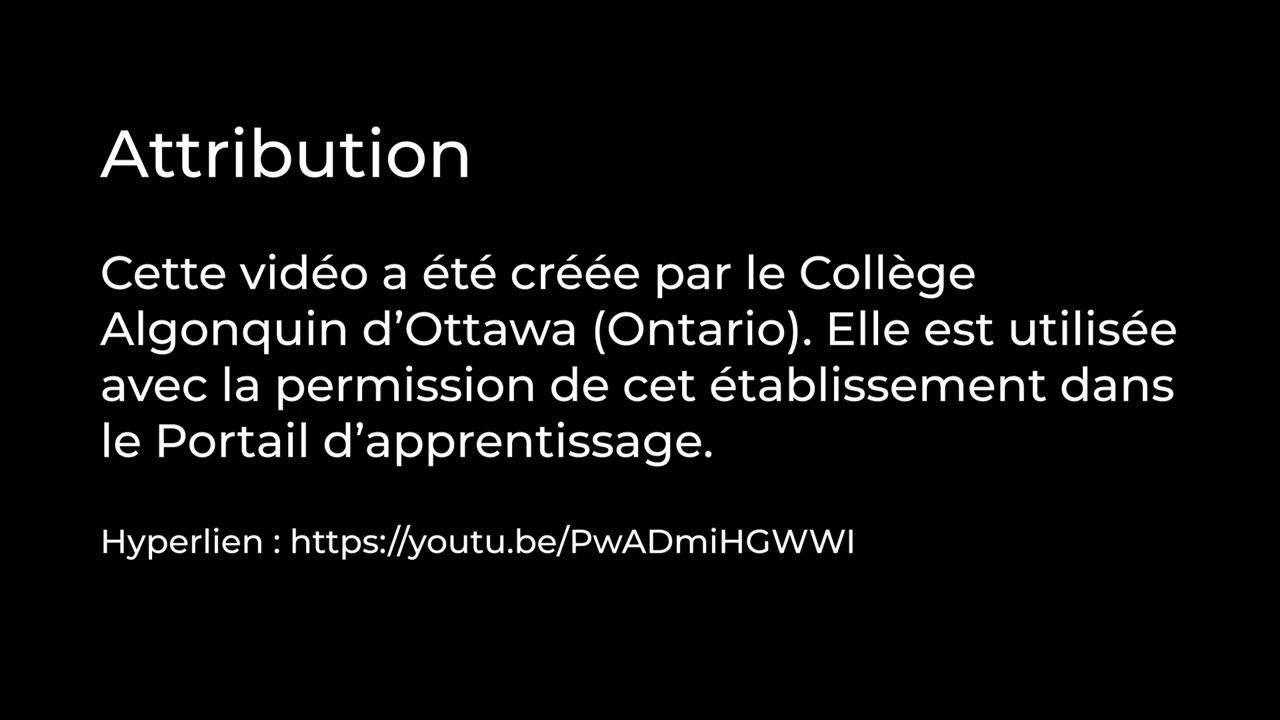 Attribution
Cette vidéo a été créée par le Collège
Algonquin d’Ottawa (Ontario). Elle est utilisée
avec la permission de cet établissement dans
le Portail d’apprentissage.
Hyperlien : https://youtu.be/PwADmiHGWWI